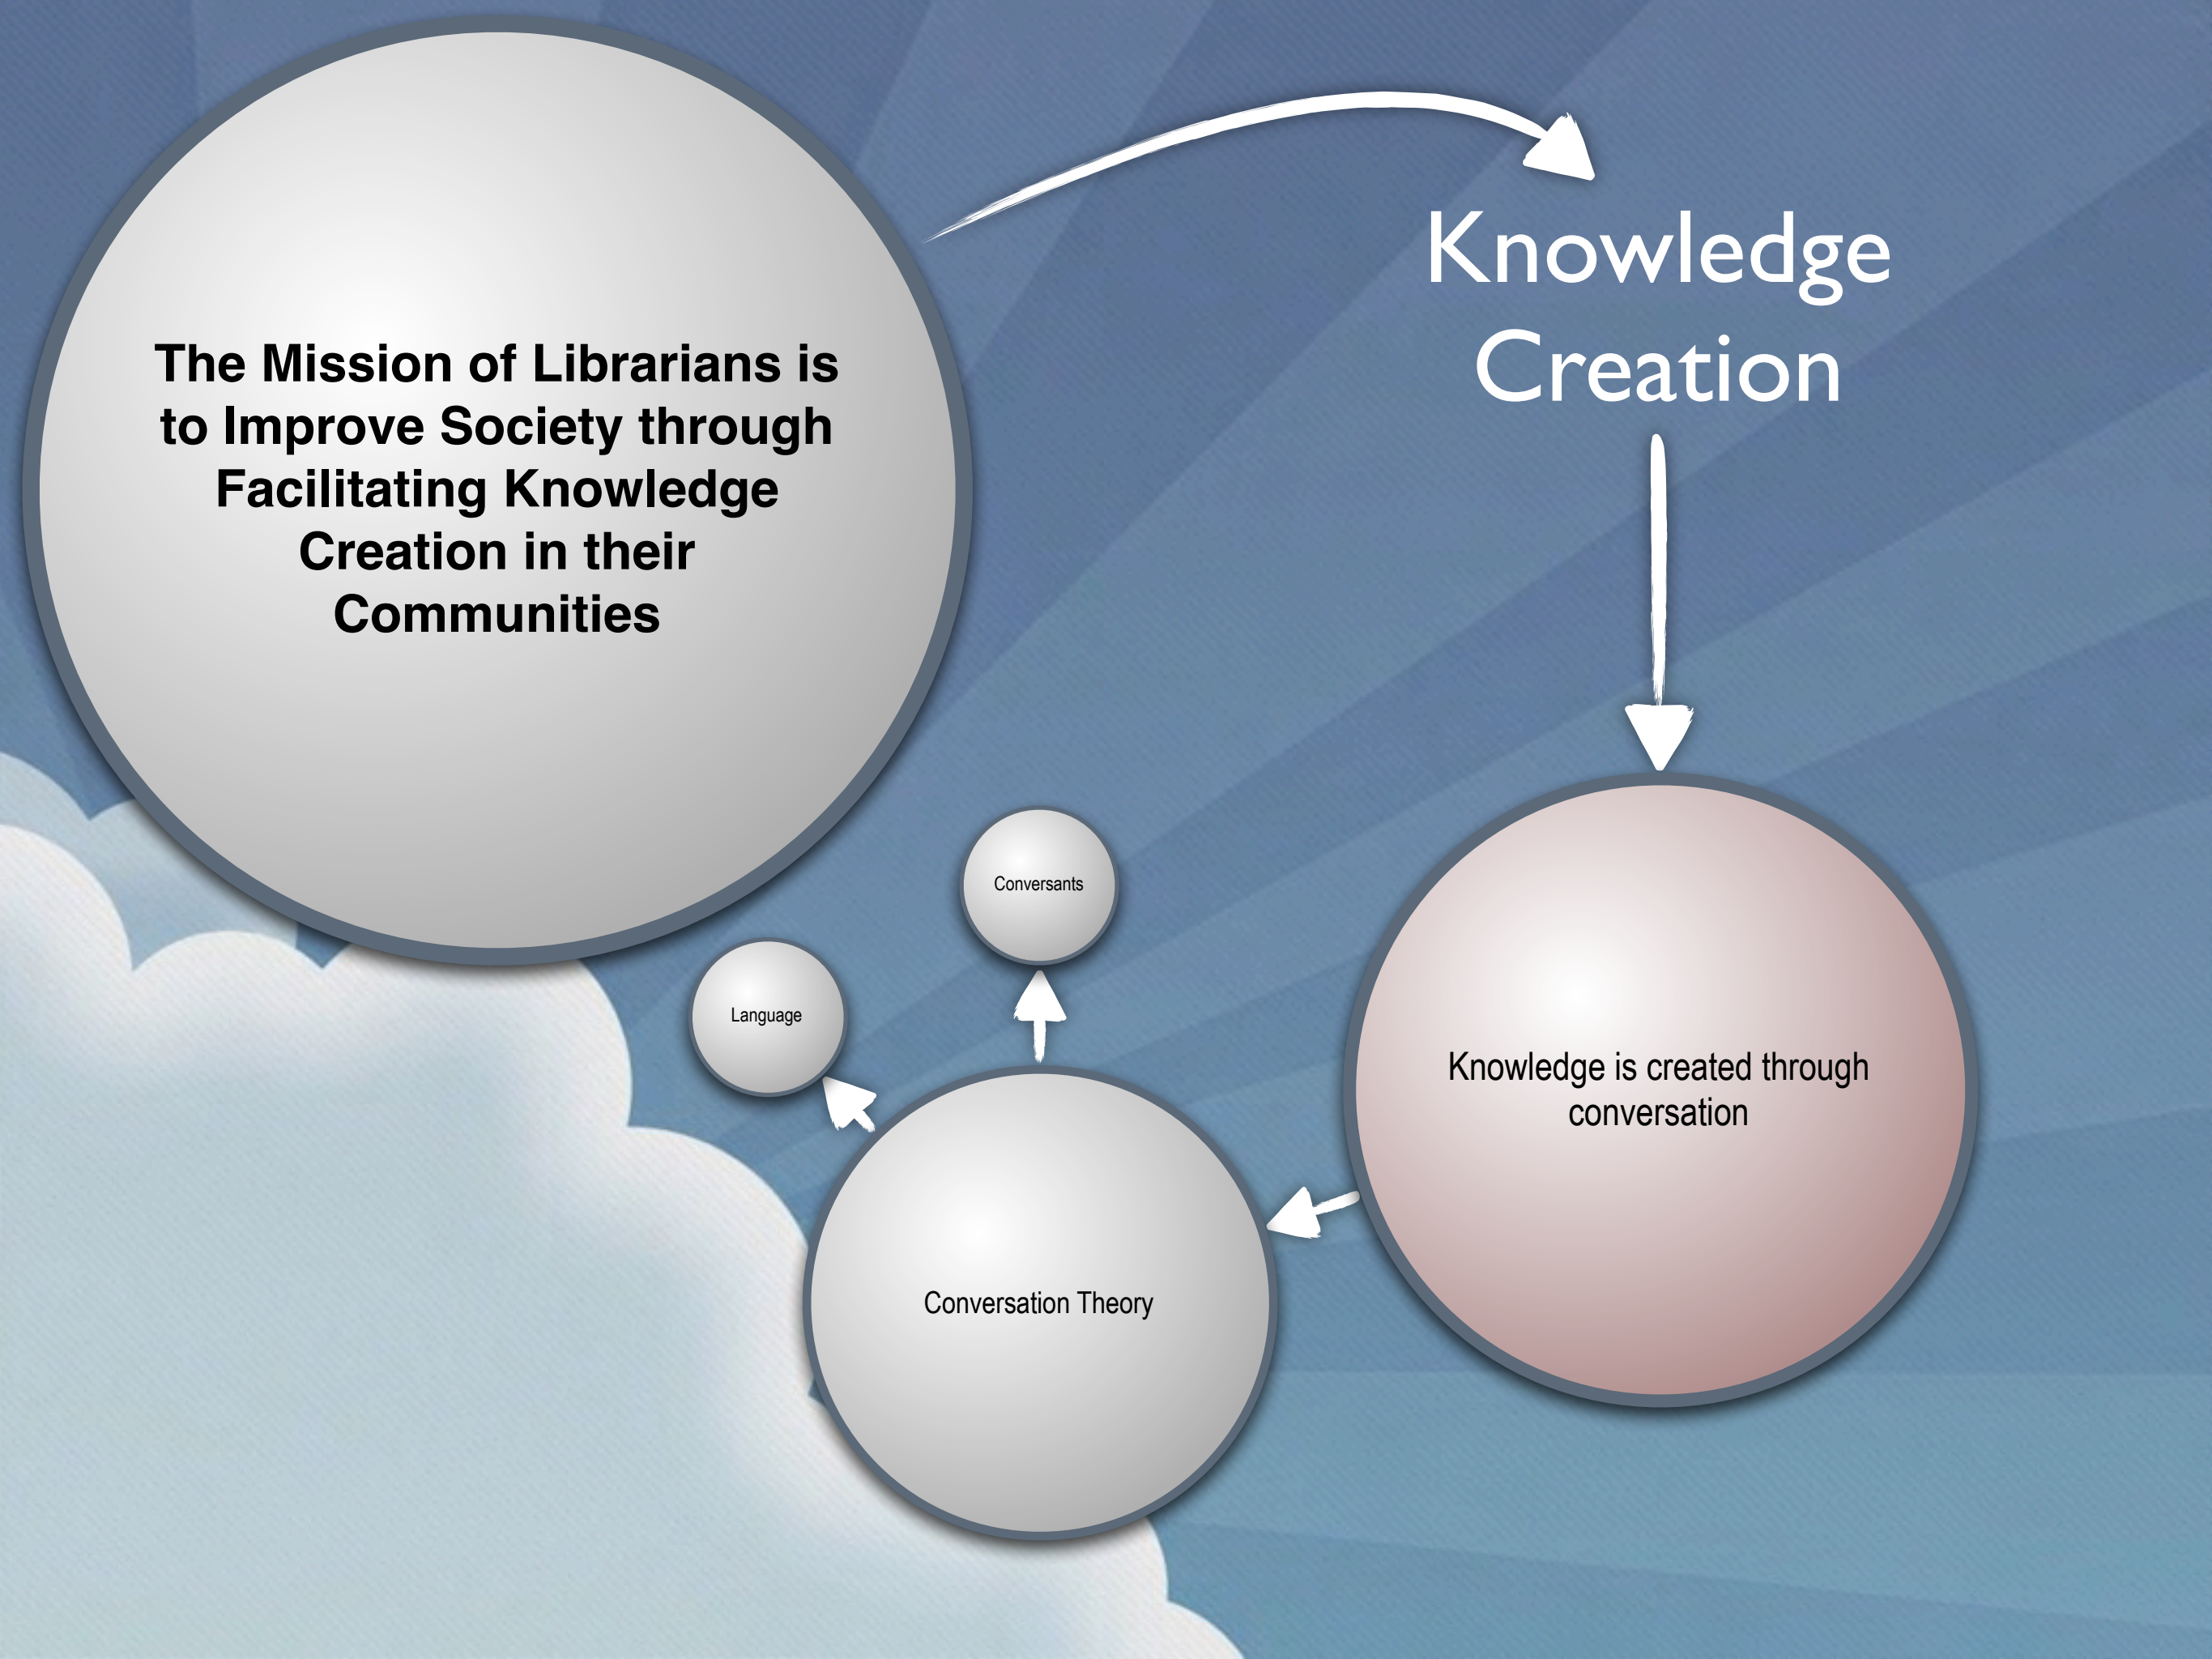 The Mission of Librarians is
to Improve Society through
Facilitating Knowledge
Creation in their
Communities
Knowledge
Creation
Conversants
Language
Knowledge is created through
conversation
Conversation Theory